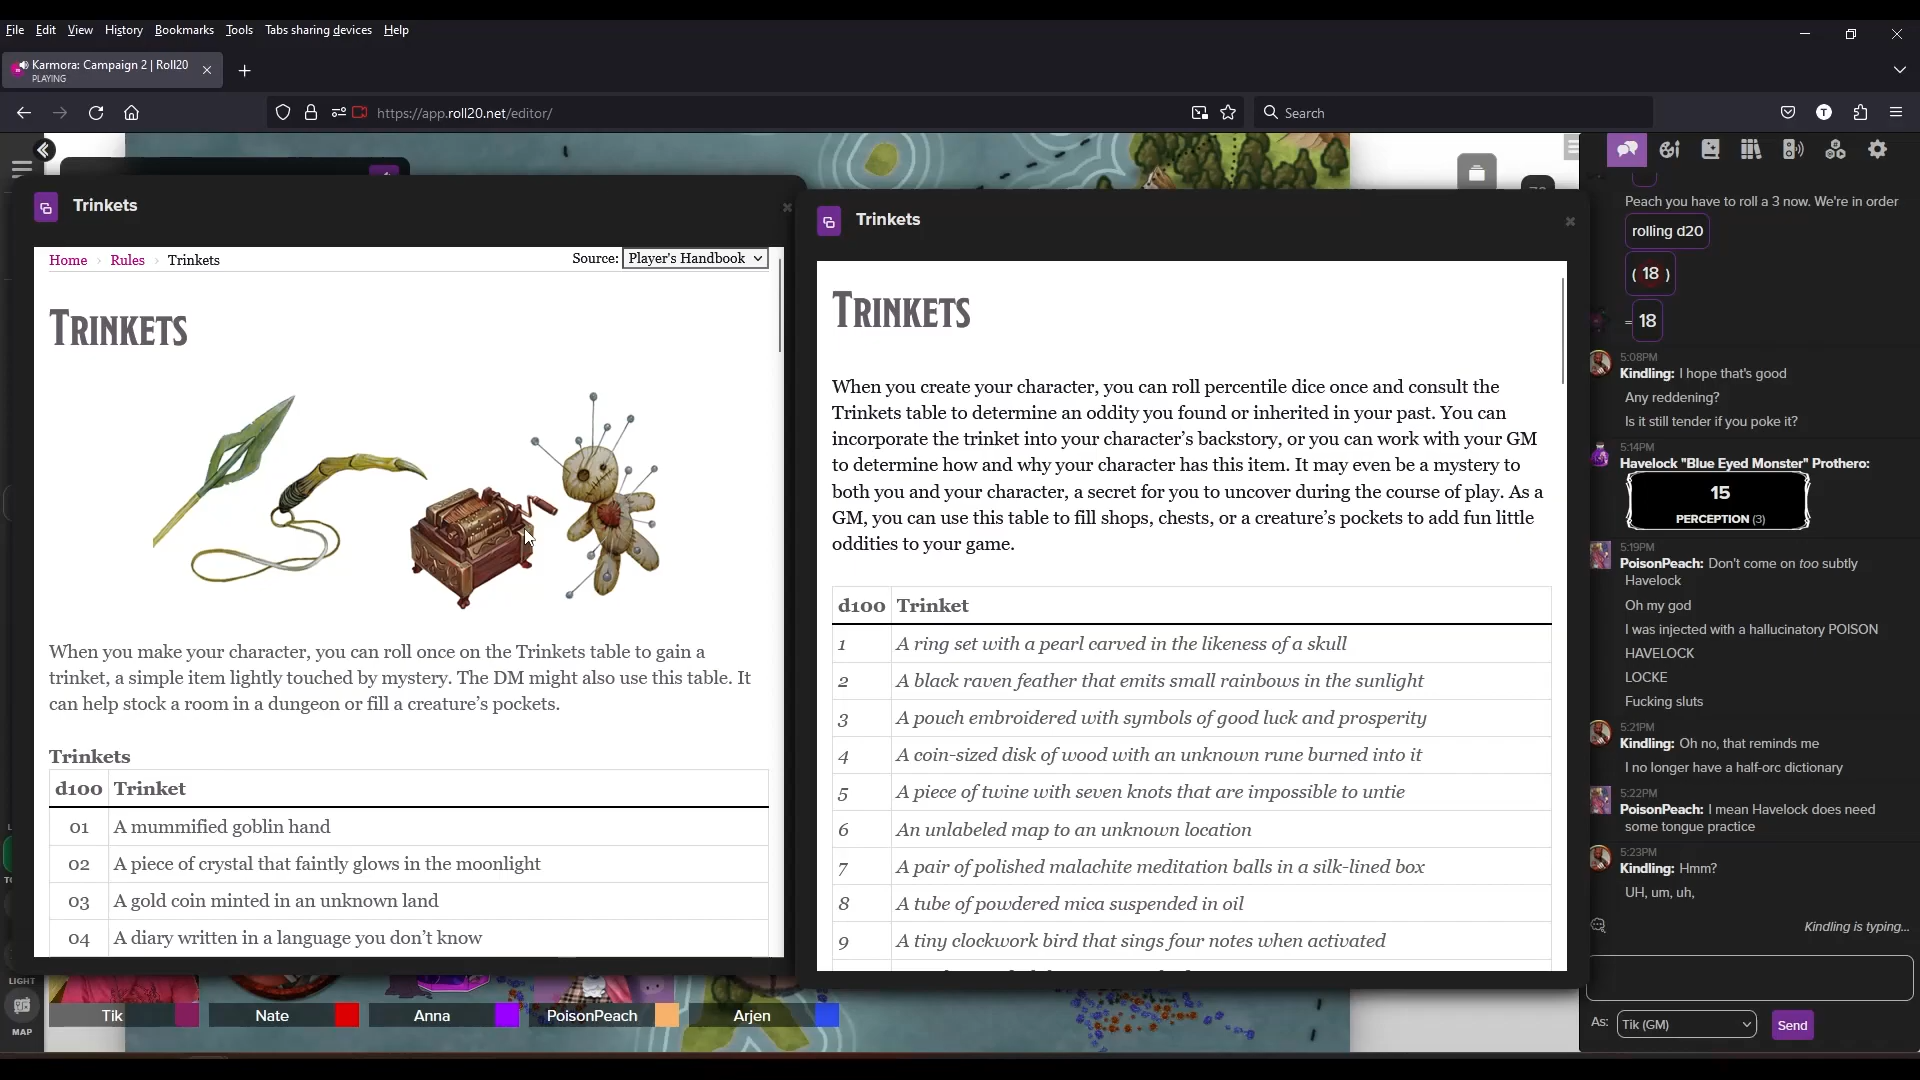 File Edit View History Bookmarks Tools Tabs sharing devices Help
Karmora: Campaign 2 | Roll20
PLAYING
https://app.roll20.net/editor/
Search
Trinkets
Home › Rules › Trinkets
Source: Player's Handbook
TRINKETS
When you make your character, you can roll once on the Trinkets table to gain a
trinket, a simple item lightly touched by mystery. The DM might also use this table. It
can help stock a room in a dungeon or fill a creature's pockets.
Trinkets
d100 Trinket
01 A mummified goblin hand
02 A piece of crystal that faintly glows in the moonlight
03 A gold coin minted in an unknown land
04 A diary written in a language you don't know
Trinkets
TRINKETS
When you create your character, you can roll percentile dice once and consult the
Trinkets table to determine an oddity you found or inherited in your past. You can
incorporate the trinket into your character's backstory, or you can work with your GM
to determine how and why your character has this item. It may even be a mystery to
both you and your character, a secret for you to uncover during the course of play. As a
GM, you can use this table to fill shops, chests, or a creature's pockets to add fun little
oddities to your game.
d100 Trinket
1 A ring set with a pearl carved in the likeness of a skull
2 A black raven feather that emits small rainbows in the sunlight
3 A pouch embroidered with symbols of good luck and prosperity
4 A coin-sized disk of wood with an unknown rune burned into it
5 A piece of twine with seven knots that are impossible to untie
6 An unlabeled map to an unknown location
7 A pair of polished malachite meditation balls in a silk-lined box
8 A tube of powdered mica suspended in oil
9 A tiny clockwork bird that sings four notes when activated
Peach you have to roll a 3 now. We're in order
rolling d20
( 18 )
= 18
5:08PM
Kindling: I hope that's good
Any reddening?
Is it still tender if you poke it?
5:14PM
Havelock "Blue Eyed Monster" Prothero:
15
PERCEPTION (3)
5:19PM
PoisonPeach: Don't come on too subtly
Havelock
Oh my god
I was injected with a hallucinatory POISON
HAVELOCK
LOCKE
Fucking sluts
5:21PM
Kindling: Oh no, that reminds me
I no longer have a half-orc dictionary
5:22PM
PoisonPeach: I mean Havelock does need
some tongue practice
5:23PM
Kindling: Hmm?
UH, um, uh,
Kindling is typing...
As: Tik (GM) Send
LIGHT
MAP
Tik Nate Anna PoisonPeach Arjen